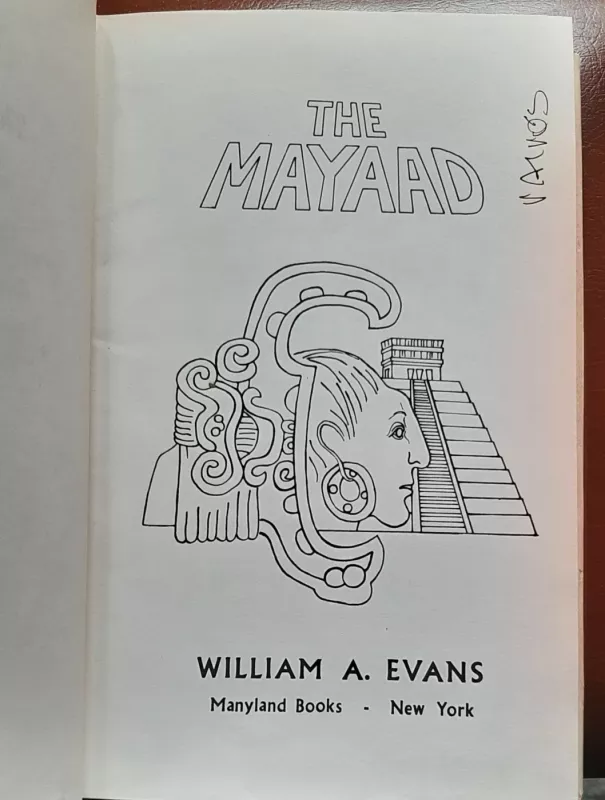 THE
MAYAAD
WILLIAM A. EVANS
Manyland Books - New York